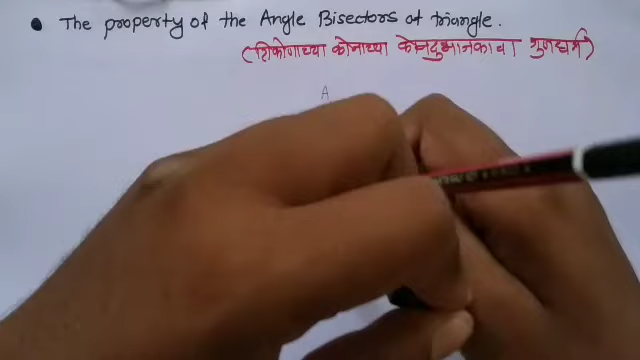 • The property of the Angle Bisectors of triangle.
(त्रिकोणाच्या कोनाच्या कोनदुभाजकाचा गुणधर्म)
A